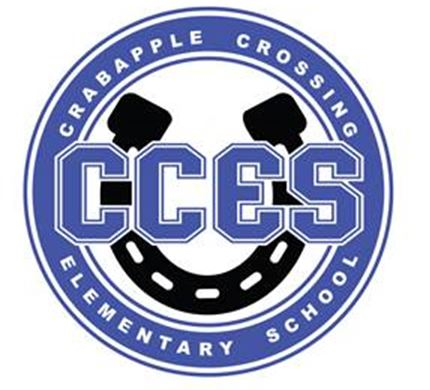 CRABAPPLE CROSSING
CCES
ELEMENTARY SCHOOL